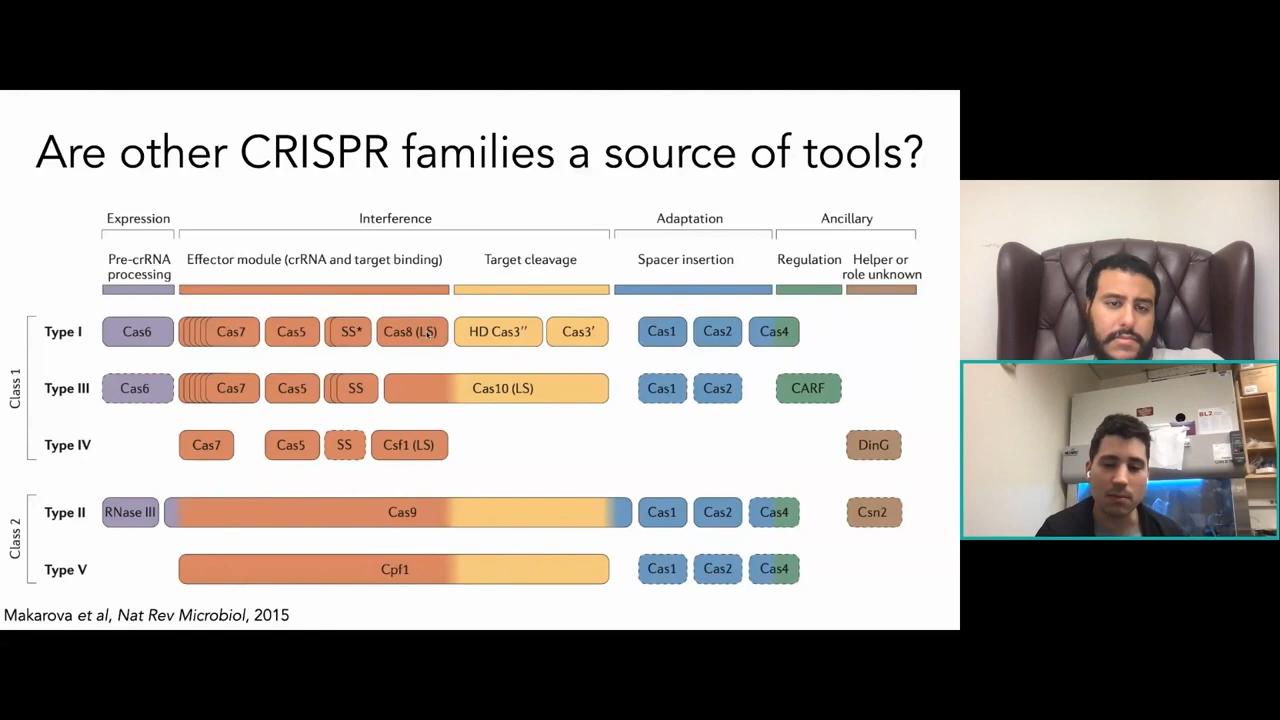 Are other CRISPR families a source of tools?
Expression Interference Adaptation Ancillary
Pre-crRNA processing Effector module (crRNA and target binding) Target cleavage Spacer insertion Regulation Helper or role unknown
Class 1
Type I Cas6 Cas7 Cas5 SS* Cas8 (LS) HD Cas3′′ Cas3′ Cas1 Cas2 Cas4
Type III Cas6 Cas7 Cas5 SS Cas10 (LS) Cas1 Cas2 CARF
Type IV Cas7 Cas5 SS Csf1 (LS) DinG
Class 2
Type II RNase III Cas9 Cas1 Cas2 Cas4 Csn2
Type V Cpf1 Cas1 Cas2 Cas4
Makarova et al, Nat Rev Microbiol, 2015
BL2